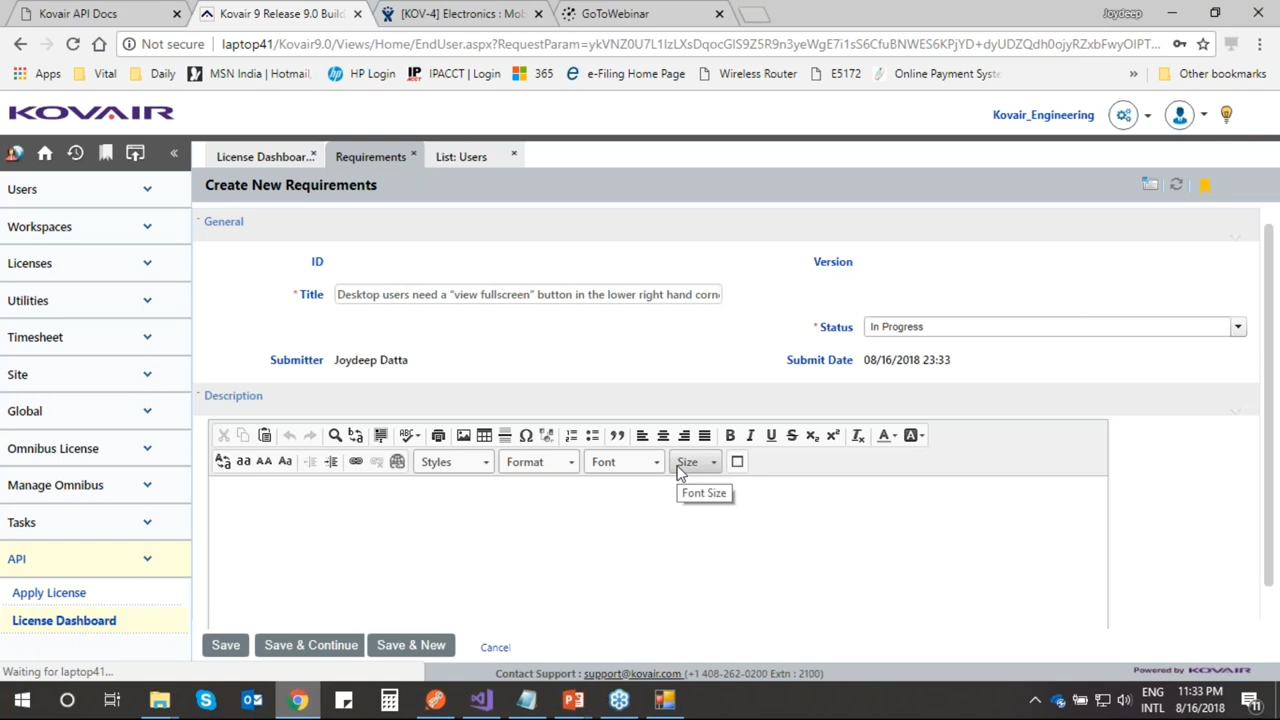 Kovair API Docs
Kovair 9 Release 9.0 Build
[KOV-4] Electronics : Mob
GoToWebinar
Joydeep
Not secure
laptop41/Kovair9.0/Views/Home/EndUser.aspx?RequestParam=
Apps
Vital
Daily
MSN India | Hotmail,
HP Login
IPACCT | Login
365
e-Filing Home Page
Wireless Router
E5172
Online Payment Syste
»
Other bookmarks
KOVAIR
Kovair_Engineering
License Dashboar...
Requirements
List: Users
Create New Requirements
Users
Workspaces
Licenses
Utilities
Timesheet
Site
Global
Omnibus License
Manage Omnibus
Tasks
API
Apply License
License Dashboard
General
ID
Version
* Title
Desktop users need a “view fullscreen” button in the lower right hand corne
* Status
In Progress
Submitter
Joydeep Datta
Submit Date
08/16/2018 23:33
Description
Styles
Format
Font
Size
Font Size
Save
Save & Continue
Save & New
Cancel
Waiting for laptop41...
Contact Support : support@kovair.com (+1 408-262-0200 Extn : 2100)
Powered by KOVAIR
ENG
INTL
11:33 PM
8/16/2018
11